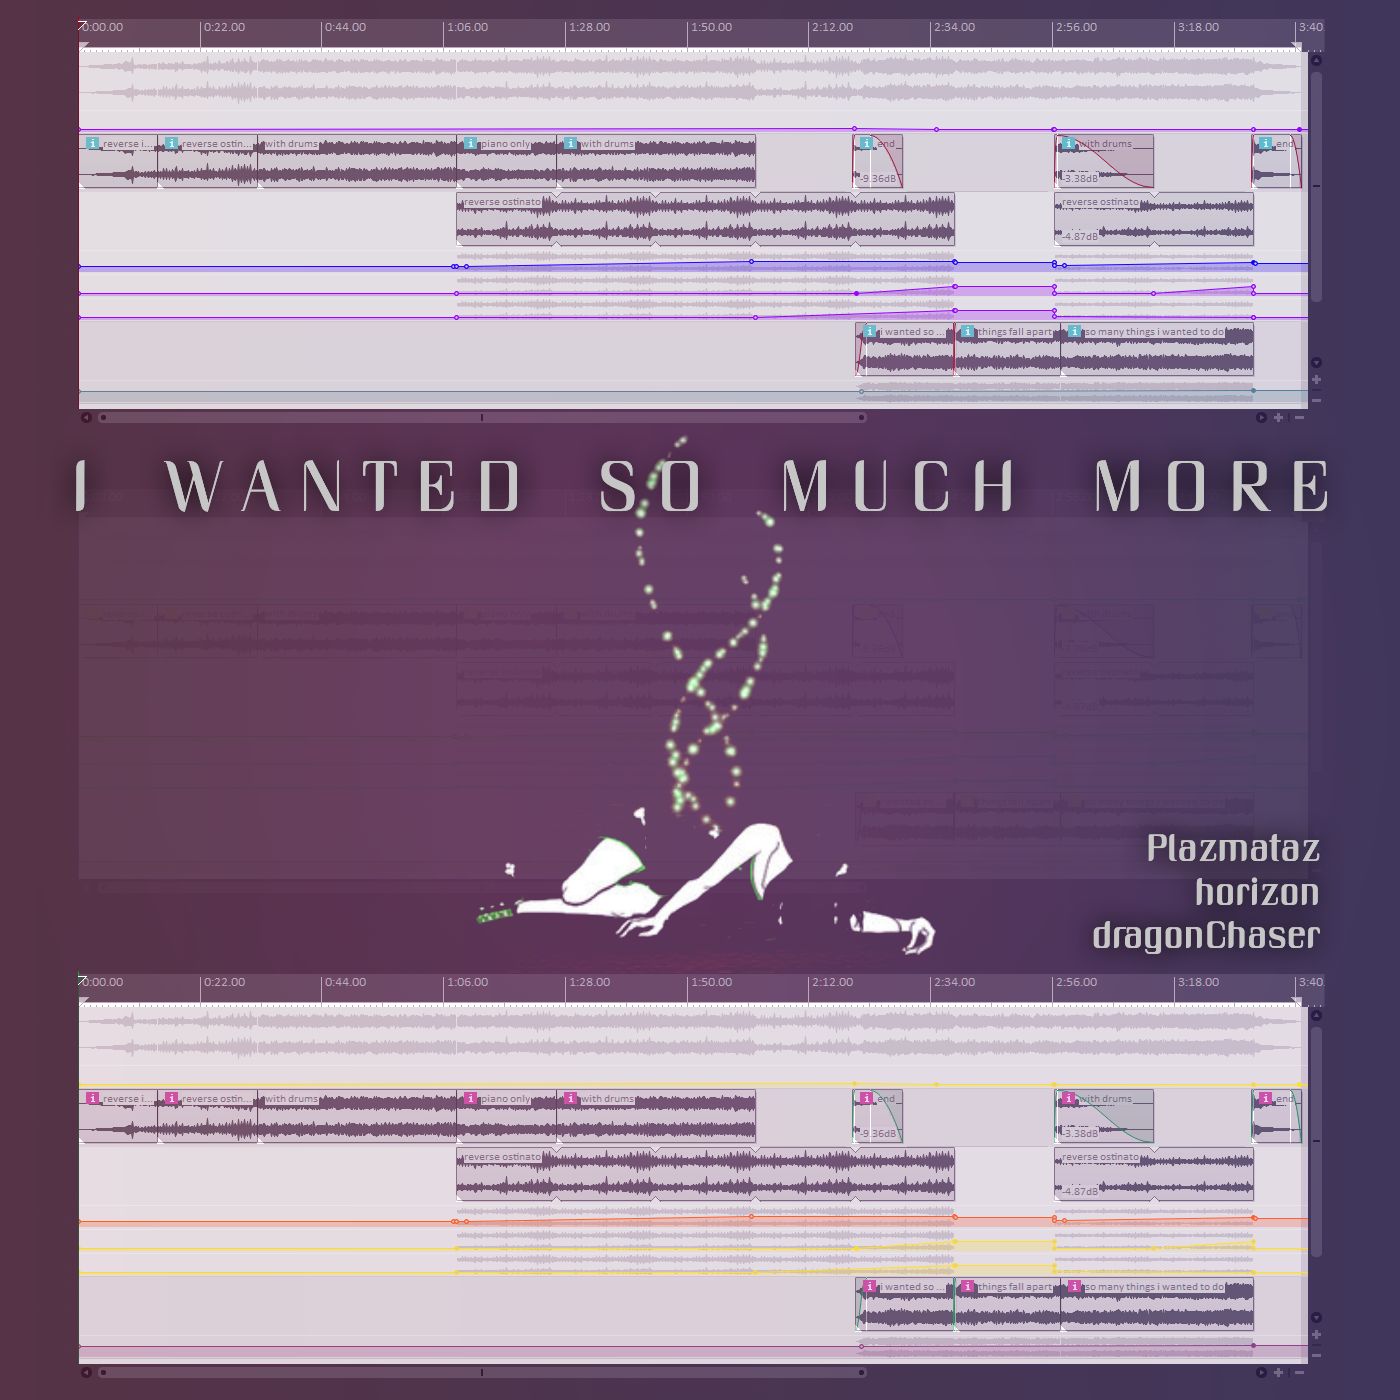 0:00.00 0:22.00 0:44.00 1:06.00 1:28.00 1:50.00 2:12.00 2:34.00 2:56.00 3:18.00 3:40
i reverse i... i reverse ostin... with drums i piano only i with drums i end i with drums i end
-9.36dB -3.38dB
reverse ostinato reverse ostinato
-4.87dB
i i wanted so ... i things fall apart i so many things i wanted to do
I WANTED SO MUCH MORE
Plazmataz
horizon
dragonChaser
0:00.00 0:22.00 0:44.00 1:06.00 1:28.00 1:50.00 2:12.00 2:34.00 2:56.00 3:18.00 3:40
i reverse i... i reverse ostin... with drums i piano only i with drums i end i with drums i end
-9.36dB -3.38dB
reverse ostinato reverse ostinato
-4.87dB
i i wanted so ... i things fall apart i so many things i wanted to do